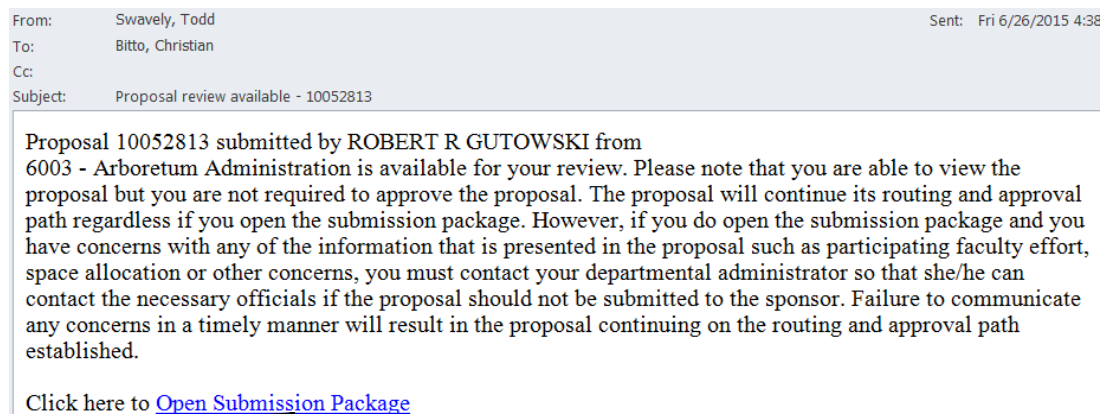 From: Swavely, Todd Sent: Fri 6/26/2015 4:38
To: Bitto, Christian
Cc:
Subject: Proposal review available - 10052813
Proposal 10052813 submitted by ROBERT R GUTOWSKI from
6003 - Arboretum Administration is available for your review. Please note that you are able to view the
proposal but you are not required to approve the proposal. The proposal will continue its routing and approval
path regardless if you open the submission package. However, if you do open the submission package and you
have concerns with any of the information that is presented in the proposal such as participating faculty effort,
space allocation or other concerns, you must contact your departmental administrator so that she/he can
contact the necessary officials if the proposal should not be submitted to the sponsor. Failure to communicate
any concerns in a timely manner will result in the proposal continuing on the routing and approval path
established.
Click here to Open Submission Package